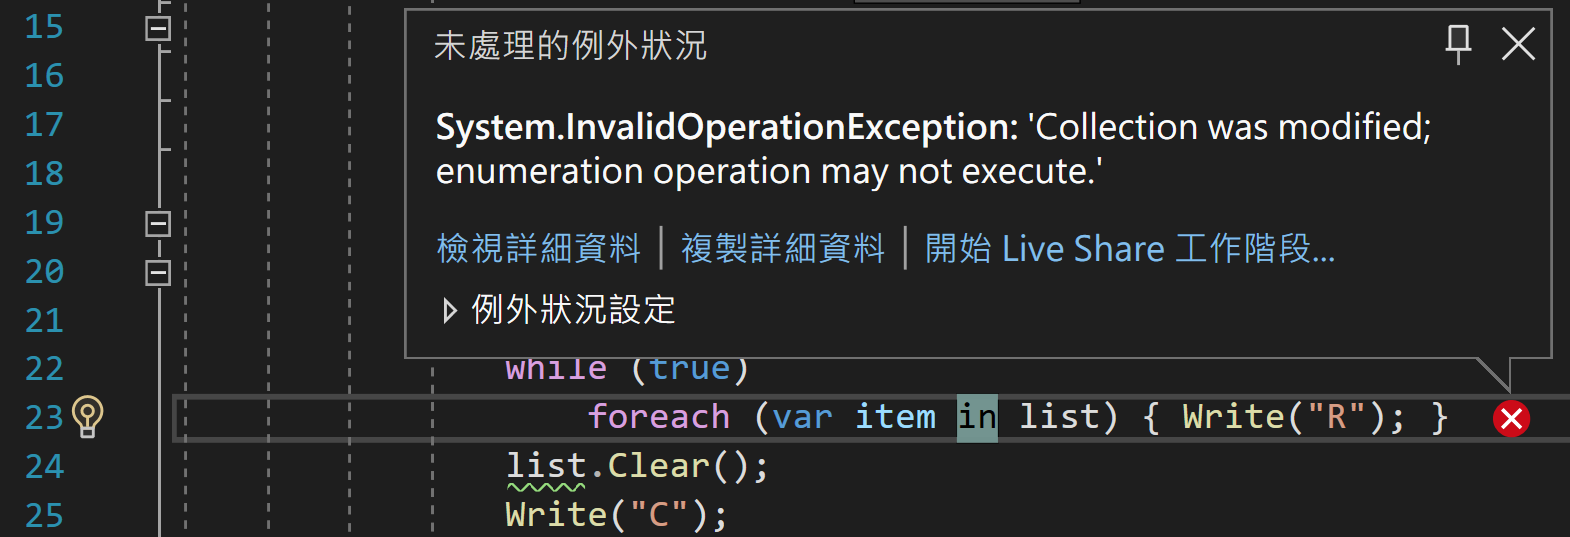 15
未處理的例外狀況
16
17
System.InvalidOperationException: 'Collection was modified;
18
enumeration operation may not execute.'
19
檢視詳細資料 | 複製詳細資料 | 開始 Live Share 工作階段...
20
21
例外狀況設定
22 while (true)
23 foreach (var item in list) { Write("R"); }
24 list.Clear();
25 Write("C");